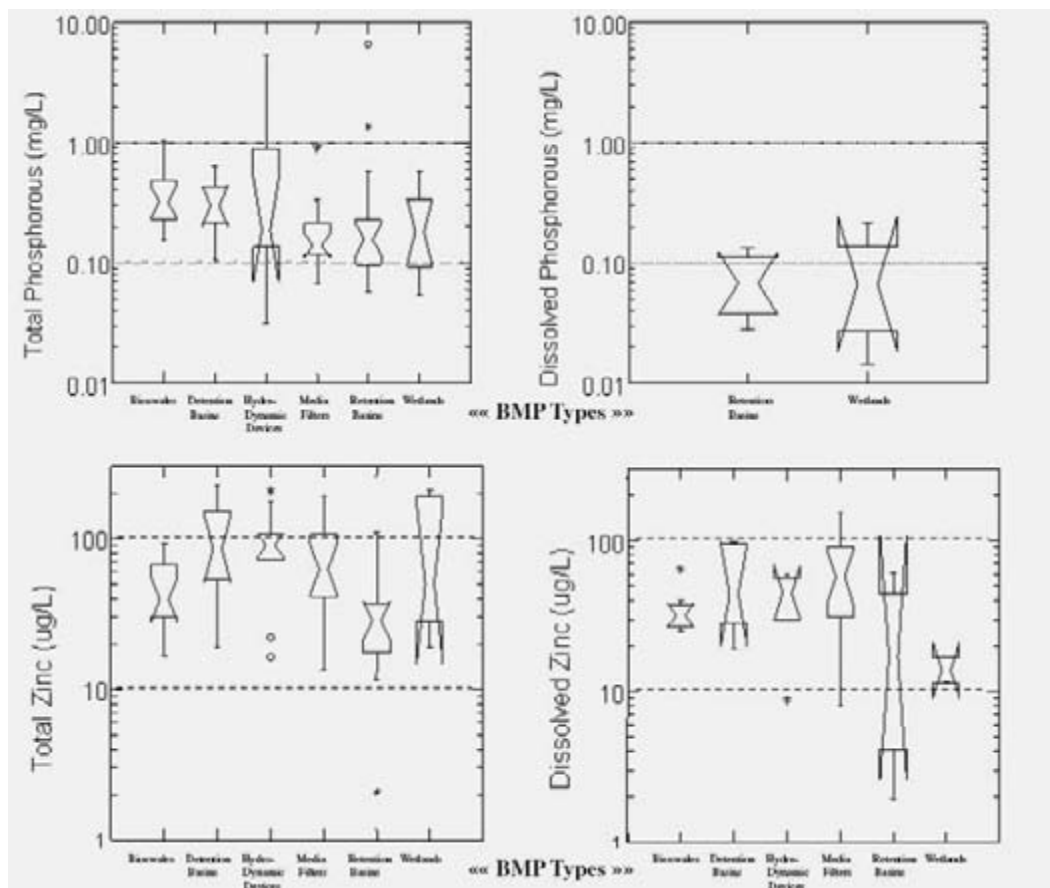 10.00
1.00
0.10
0.01
Total Phosphorous (mg/L)
Bioswales
Detention Basins
Hydro-Dynamic Devices
Media Filters
Retention Basins
Wetlands
10.00
1.00
0.10
0.01
Dissolved Phosphorous (mg/L)
Retention Basins
Wetlands
«« BMP Types »»
100
10
1
Total Zinc (ug/L)
Bioswales
Detention Basins
Hydro-Dynamic Devices
Media Filters
Retention Basins
Wetlands
100
10
1
Dissolved Zinc (ug/L)
Bioswales
Detention Basins
Hydro-Dynamic Devices
Media Filters
Retention Basins
Wetlands
«« BMP Types »»